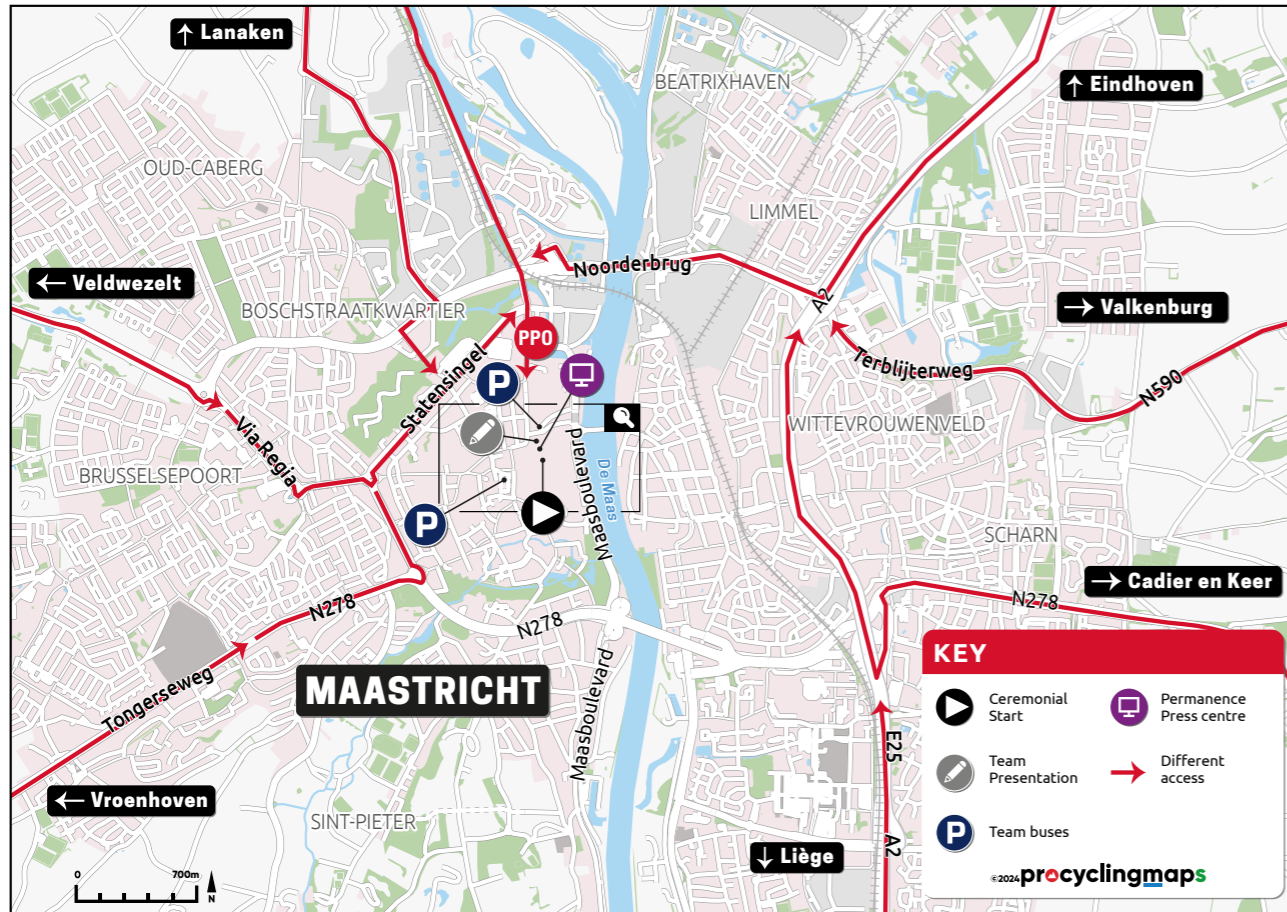 ↑ Lanaken
BEATRIXHAVEN
↑ Eindhoven
OUD-CABERG
LIMMEL
Noorderbrug
← Veldwezelt
BOSCHSTRAATKWARTIER
A2
→ Valkenburg
PPO
Terblijterweg
P
Statensingel
N590
WITTEVROUWENVELD
Via Regia
BRUSSELSEPOORT
Maasboulevard
De Maas
P
SCHARN
→ Cadier en Keer
N278
N278
N278
Tongerseweg
MAASTRICHT
Maasboulevard
E25
A2
← Vroenhoven
SINT-PIETER
↓ Liège
0 700m
N
KEY
Ceremonial
Start
Permanence
Press centre
Team
Presentation
Different
access
P
Team buses
©2024 procyclingmaps